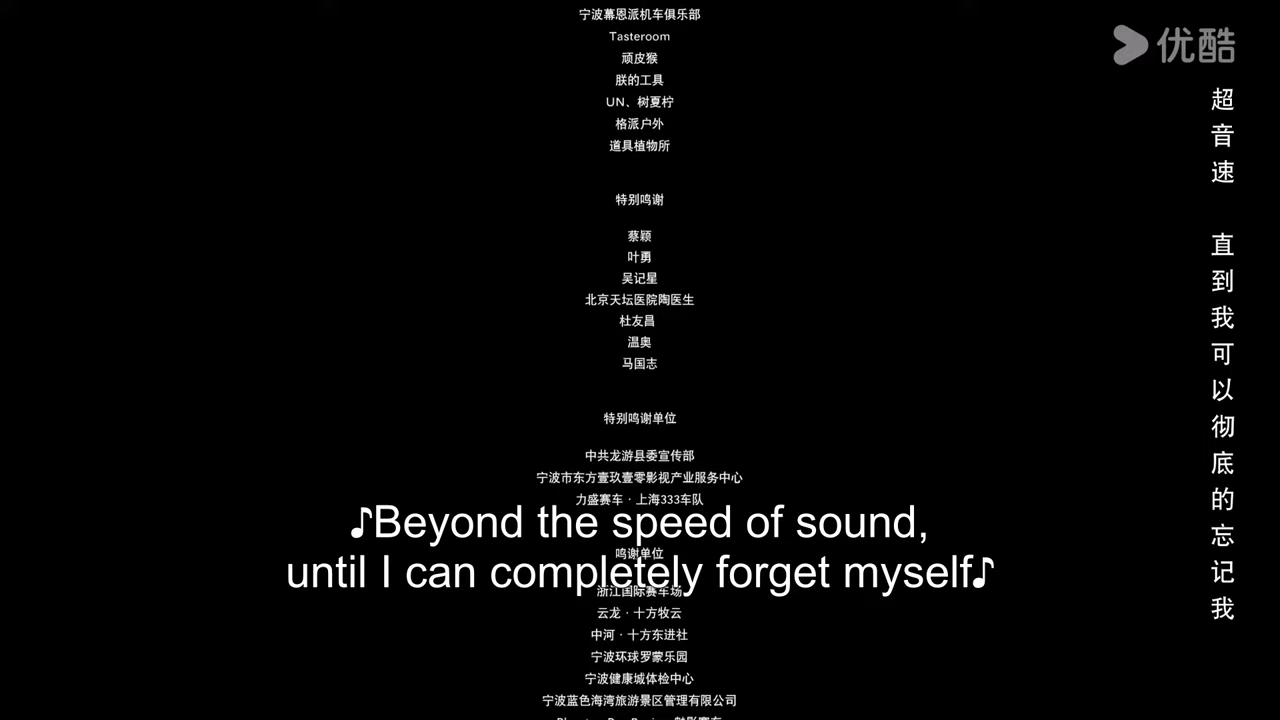 宁波幕恩派机车俱乐部
Tasteroom
顽皮猴
朕的工具
UN、树夏柠
格派户外
道具植物所
特别鸣谢
蔡颖
叶勇
吴记星
北京天坛医院陶医生
杜友昌
温奥
马国志
特别鸣谢单位
中共龙游县委宣传部
宁波市东方壹玖壹零影视产业服务中心
力盛赛车·上海333车队
♪Beyond the speed of sound,
鸣谢单位
until I can completely forget myself♪
浙江国际赛车场
云龙·十方牧云
中河·十方东进社
宁波环球罗蒙乐园
宁波健康城体检中心
宁波蓝色海湾旅游景区管理有限公司
优酷
超音速 直到我可以彻底的忘记我